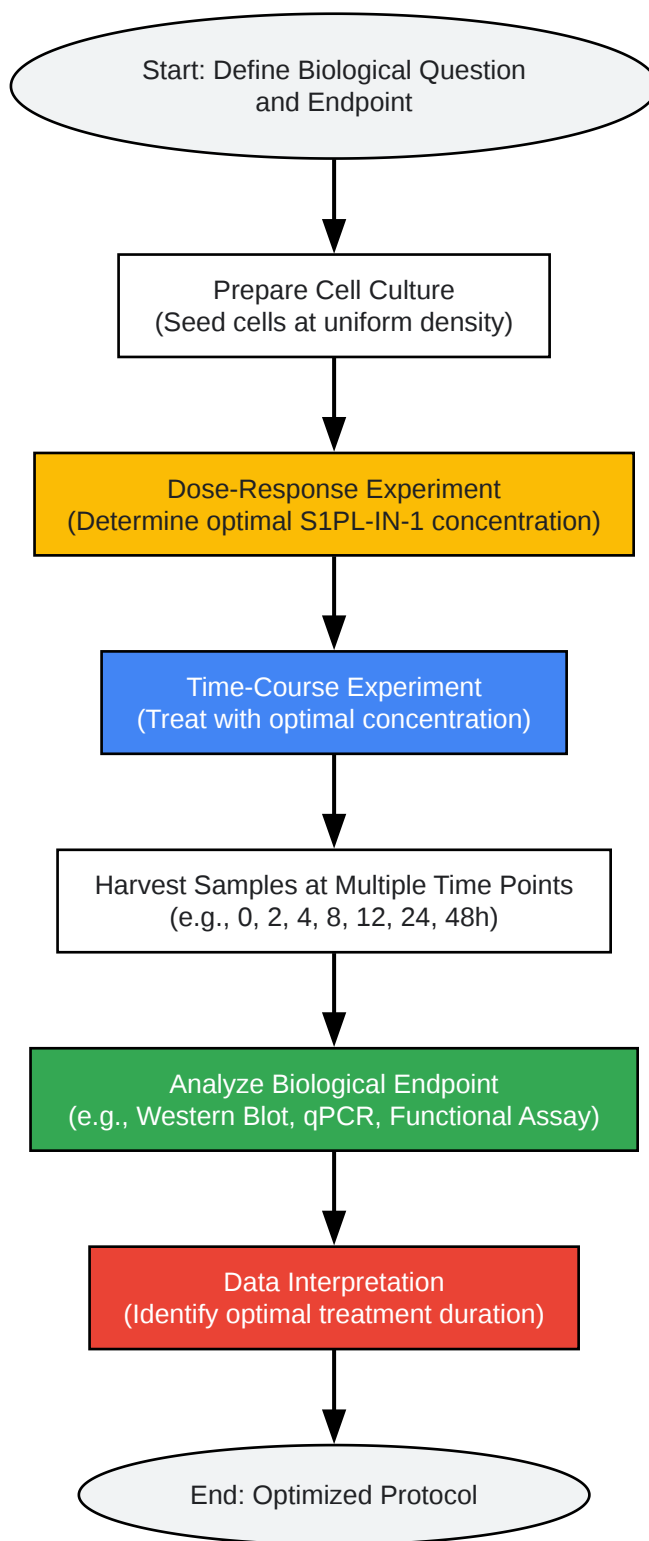 Start: Define Biological Question
and Endpoint
Prepare Cell Culture
(Seed cells at uniform density)
Dose-Response Experiment
(Determine optimal S1PL-IN-1 concentration)
Time-Course Experiment
(Treat with optimal concentration)
Harvest Samples at Multiple Time Points
(e.g., 0, 2, 4, 8, 12, 24, 48h)
Analyze Biological Endpoint
(e.g., Western Blot, qPCR, Functional Assay)
Data Interpretation
(Identify optimal treatment duration)
End: Optimized Protocol